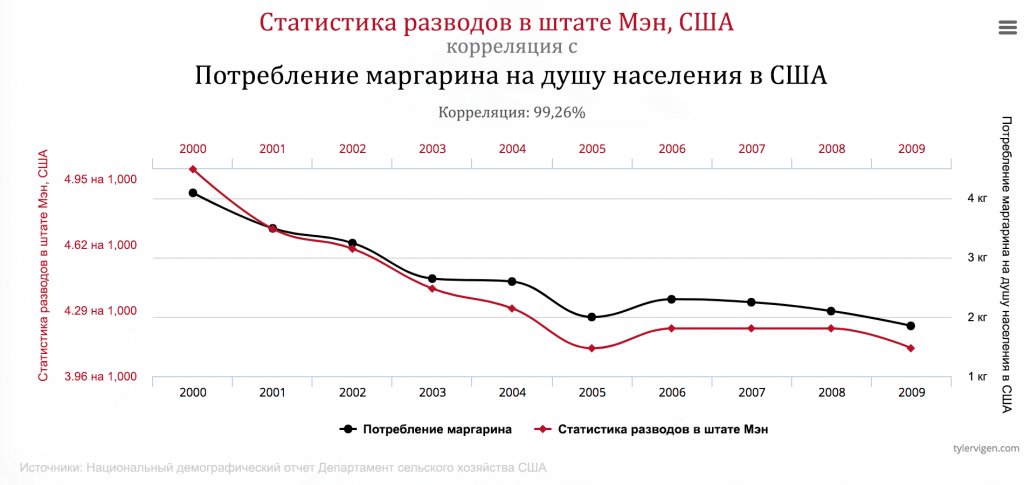 Статистика разводов в штате Мэн, США
корреляция с
Потребление маргарина на душу населения в США
Корреляция: 99,26%
2000 2001 2002 2003 2004 2005 2006 2007 2008 2009
Статистика разводов в штате Мэн, США
4.95 на 1,000
4.62 на 1,000
4.29 на 1,000
3.96 на 1,000
4 кг
3 кг
2 кг
1 кг
Потребление маргарина на душу населения в США
2000 2001 2002 2003 2004 2005 2006 2007 2008 2009
Потребление маргарина Статистика разводов в штате Мэн
tylervigen.com
Источники: Национальный демографический отчет Департамент сельского хозяйства США